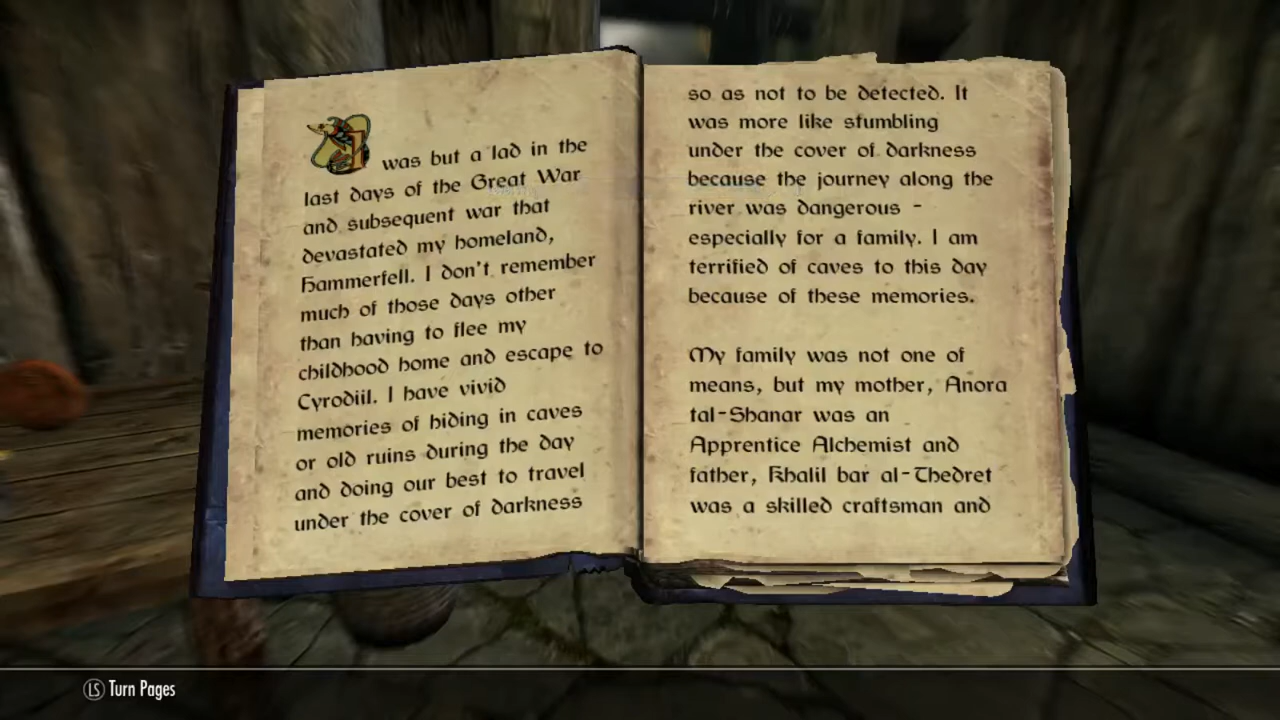 I was but a lad in the
last days of the Great War
and subsequent war that
devastated my homeland,
Hammerfell. I don't remember
much of those days other
than having to flee my
childhood home and escape to
Cyrodiil. I have vivid
memories of hiding in caves
or old ruins during the day
and doing our best to travel
under the cover of darkness
so as not to be detected. It
was more like stumbling
under the cover of darkness
because the journey along the
river was dangerous -
especially for a family. I am
terrified of caves to this day
because of these memories.
My family was not one of
means, but my mother, Anora
tal-Shanar was an
Apprentice Alchemist and
father, Khalil bar al-Thedret
was a skilled craftsman and
LS Turn Pages